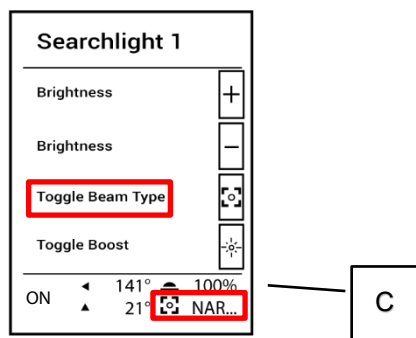 Searchlight 1
Brightness
+
Brightness
−
Toggle Beam Type
Toggle Boost
141° 100%
ON
21° NAR...
C